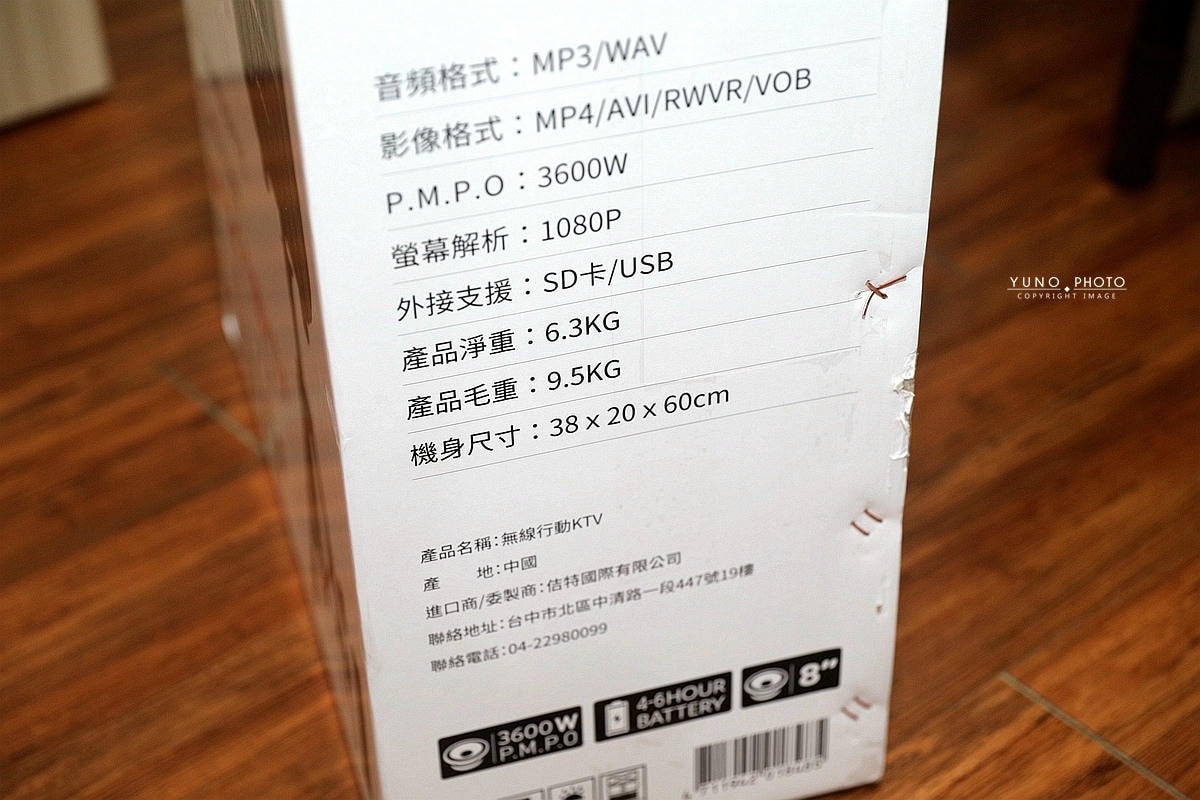 音頻格式：MP3/WAV
影像格式：MP4/AVI/RWVR/VOB
P.M.P.O：3600W
螢幕解析：1080P
外接支援：SD卡/USB
產品淨重：6.3KG
產品毛重：9.5KG
機身尺寸：38 x 20 x 60cm
產品名稱：無線行動KTV
產　　地：中國
進口商/委製商：佶特國際有限公司
聯絡地址：台中市北區中清路一段447號19樓
聯絡電話：04-22980099
3600W
P.M.P.O
4-6HOUR
BATTERY
8”
YUNO PHOTO
COPYRIGHT IMAGE